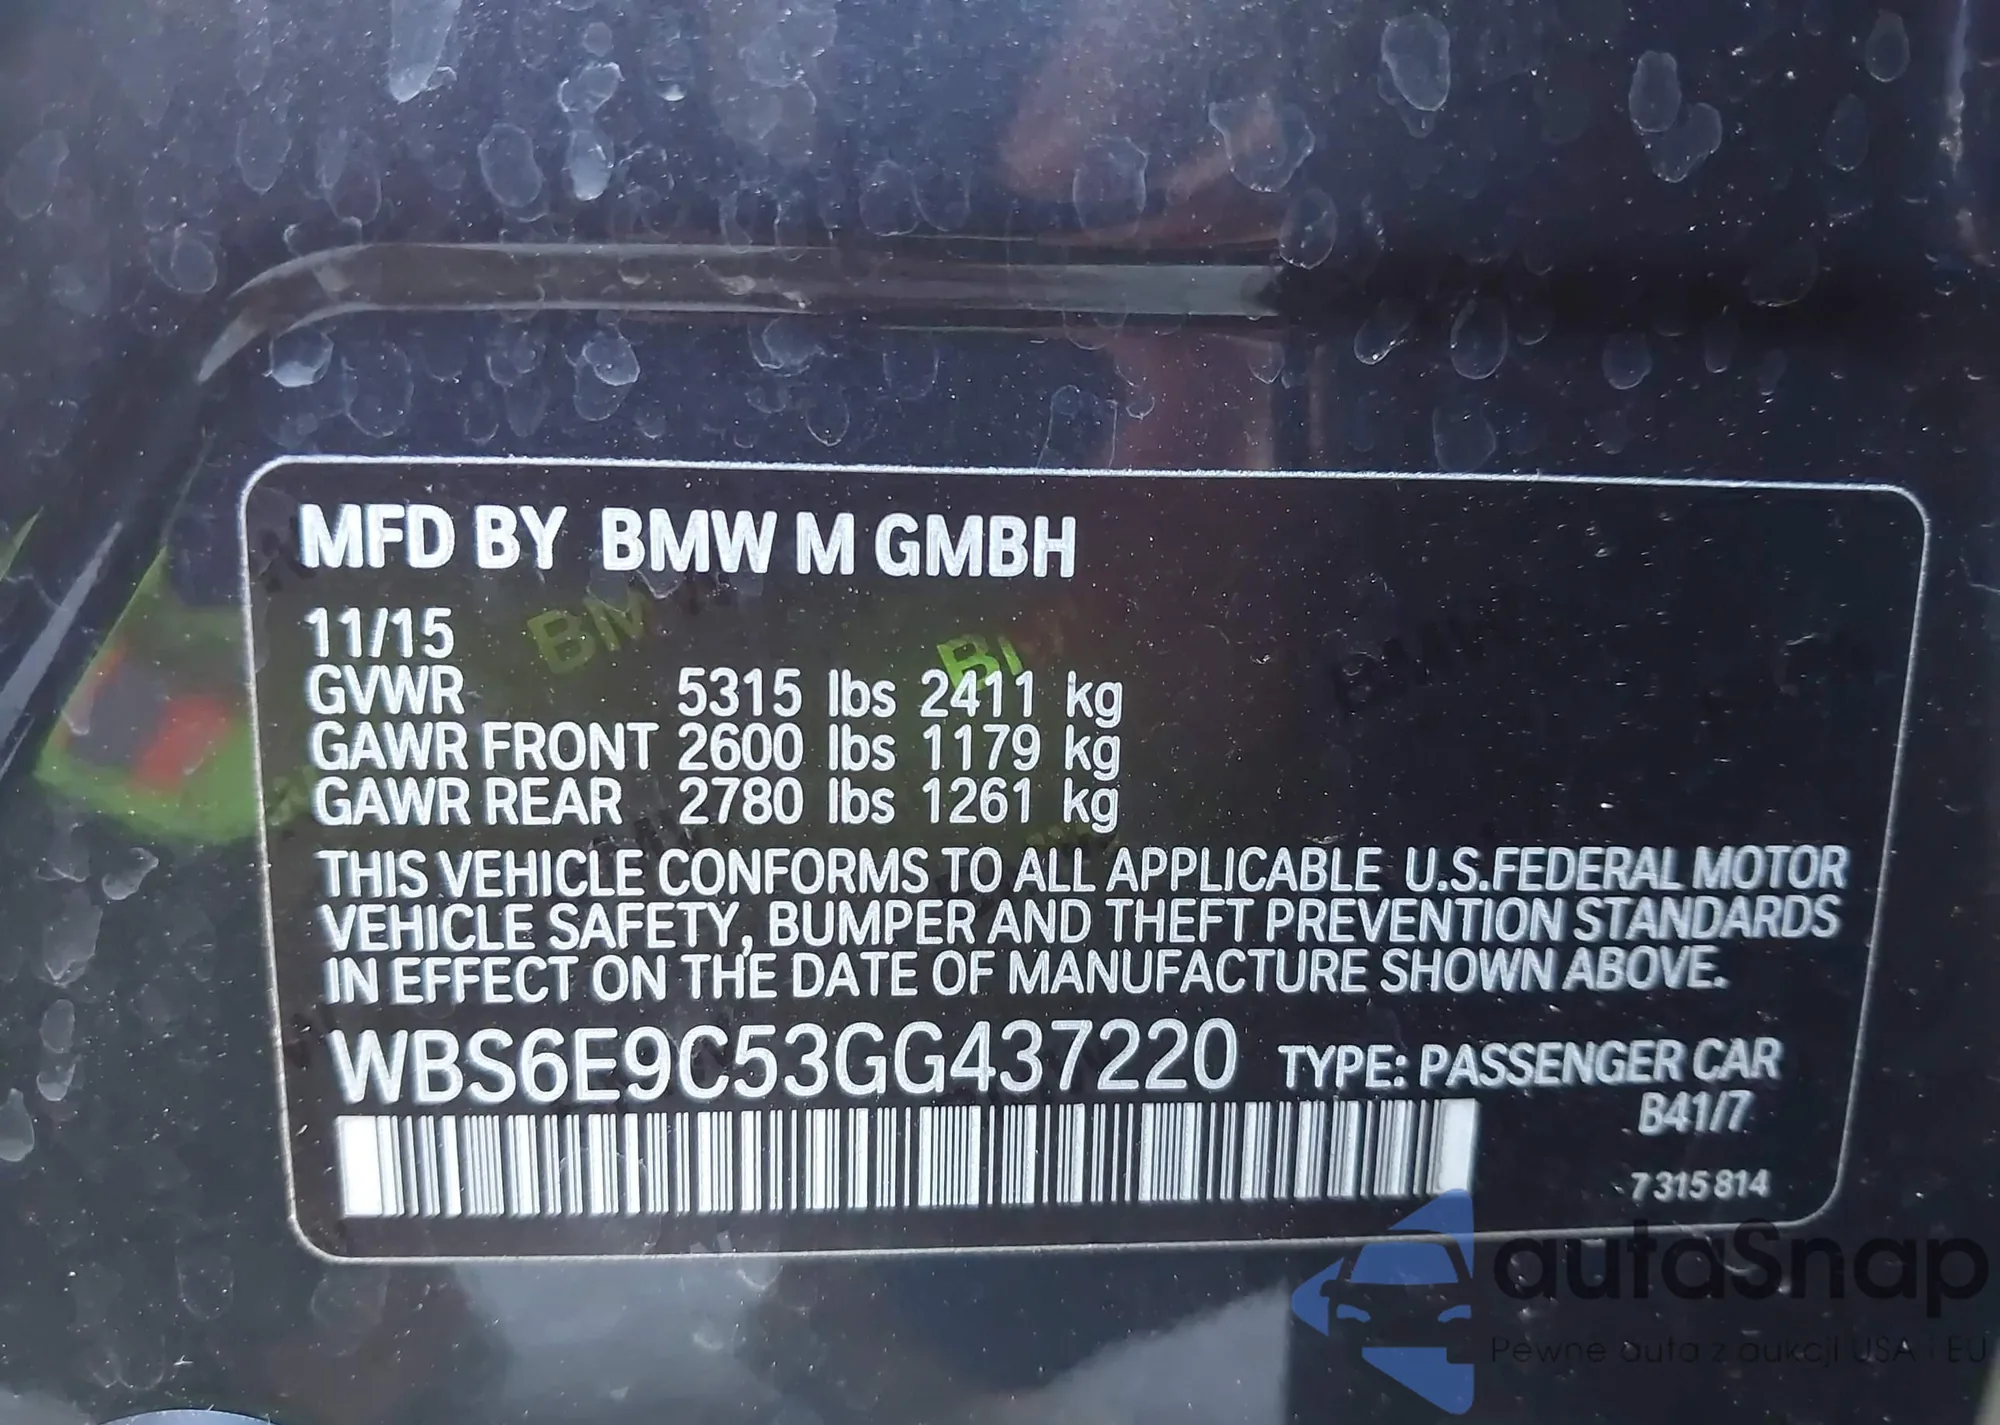 MFD BY BMW M GMBH
11/15
GVWR 5315 lbs 2411 kg
GAWR FRONT 2600 lbs 1179 kg
GAWR REAR 2780 lbs 1261 kg
THIS VEHICLE CONFORMS TO ALL APPLICABLE U.S.FEDERAL MOTOR
VEHICLE SAFETY, BUMPER AND THEFT PREVENTION STANDARDS
IN EFFECT ON THE DATE OF MANUFACTURE SHOWN ABOVE.
WBS6E9C53GG437220 TYPE: PASSENGER CAR
B41/7
7 315 814
autaSnap
Pewne auta z aukcji USA i EU